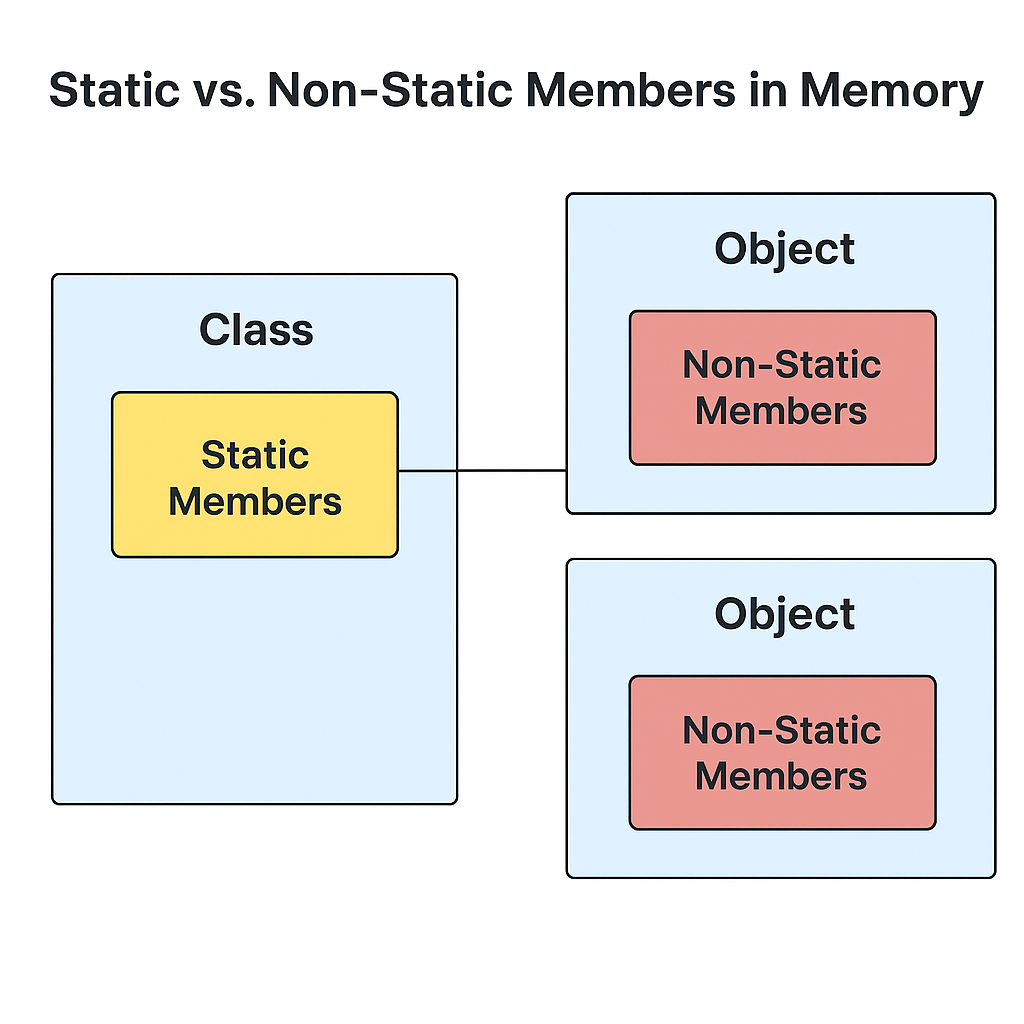 Static vs. Non-Static Members in Memory
Class
Static
Members
Object
Non-Static
Members
Object
Non-Static
Members